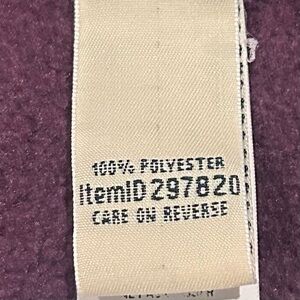 100% POLYESTER
ItemID 297820
CARE ON REVERSE